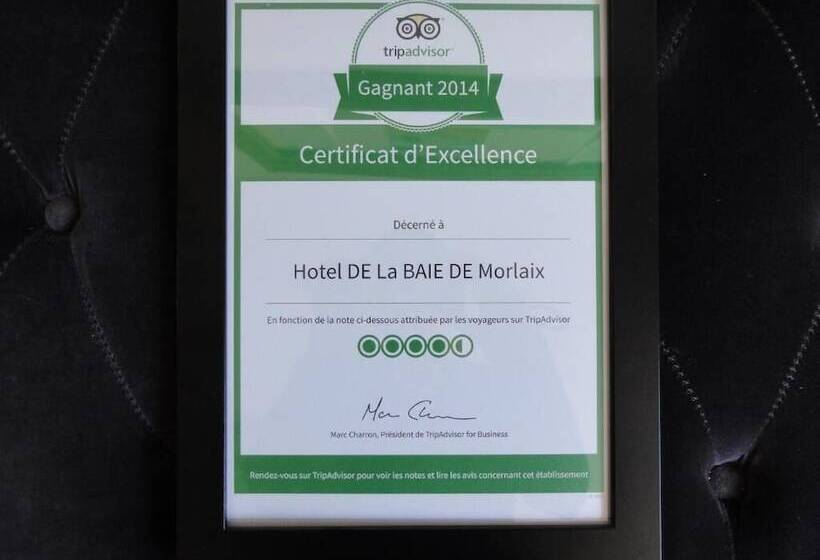 tripadvisor
Gagnant 2014
Certificat d'Excellence
Décerné à
Hotel DE La BAIE DE Morlaix
En fonction de la note ci-dessous attribuée par les voyageurs sur TripAdvisor
Marc Charron, Président de TripAdvisor for Business
Rendez-vous sur TripAdvisor pour voir les notes et lire les avis concernant cet établissement